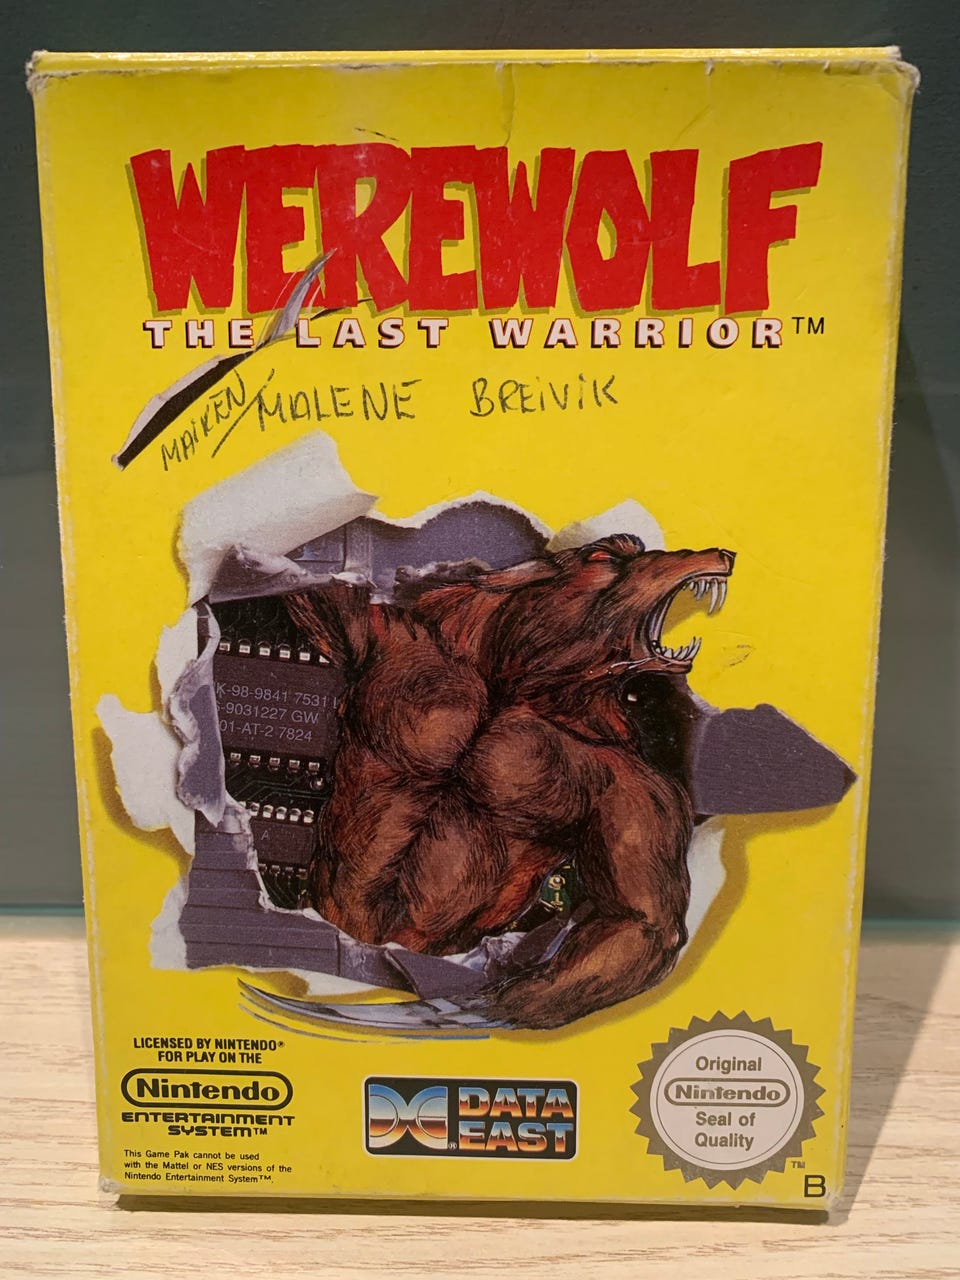 WEREWOLF
THE LAST WARRIOR™
MAIREN/MALENE BREIVIK
K-98-9841 7531
-9031227 GW
01-AT-2 7824
A
LICENSED BY NINTENDO®
FOR PLAY ON THE
Nintendo
ENTERTAINMENT
SYSTEM™
This Game Pak cannot be used
with the Mattel or NES versions of the
Nintendo Entertainment System™.
DATA
EAST
®
Original
Nintendo
Seal of
Quality
TM
B